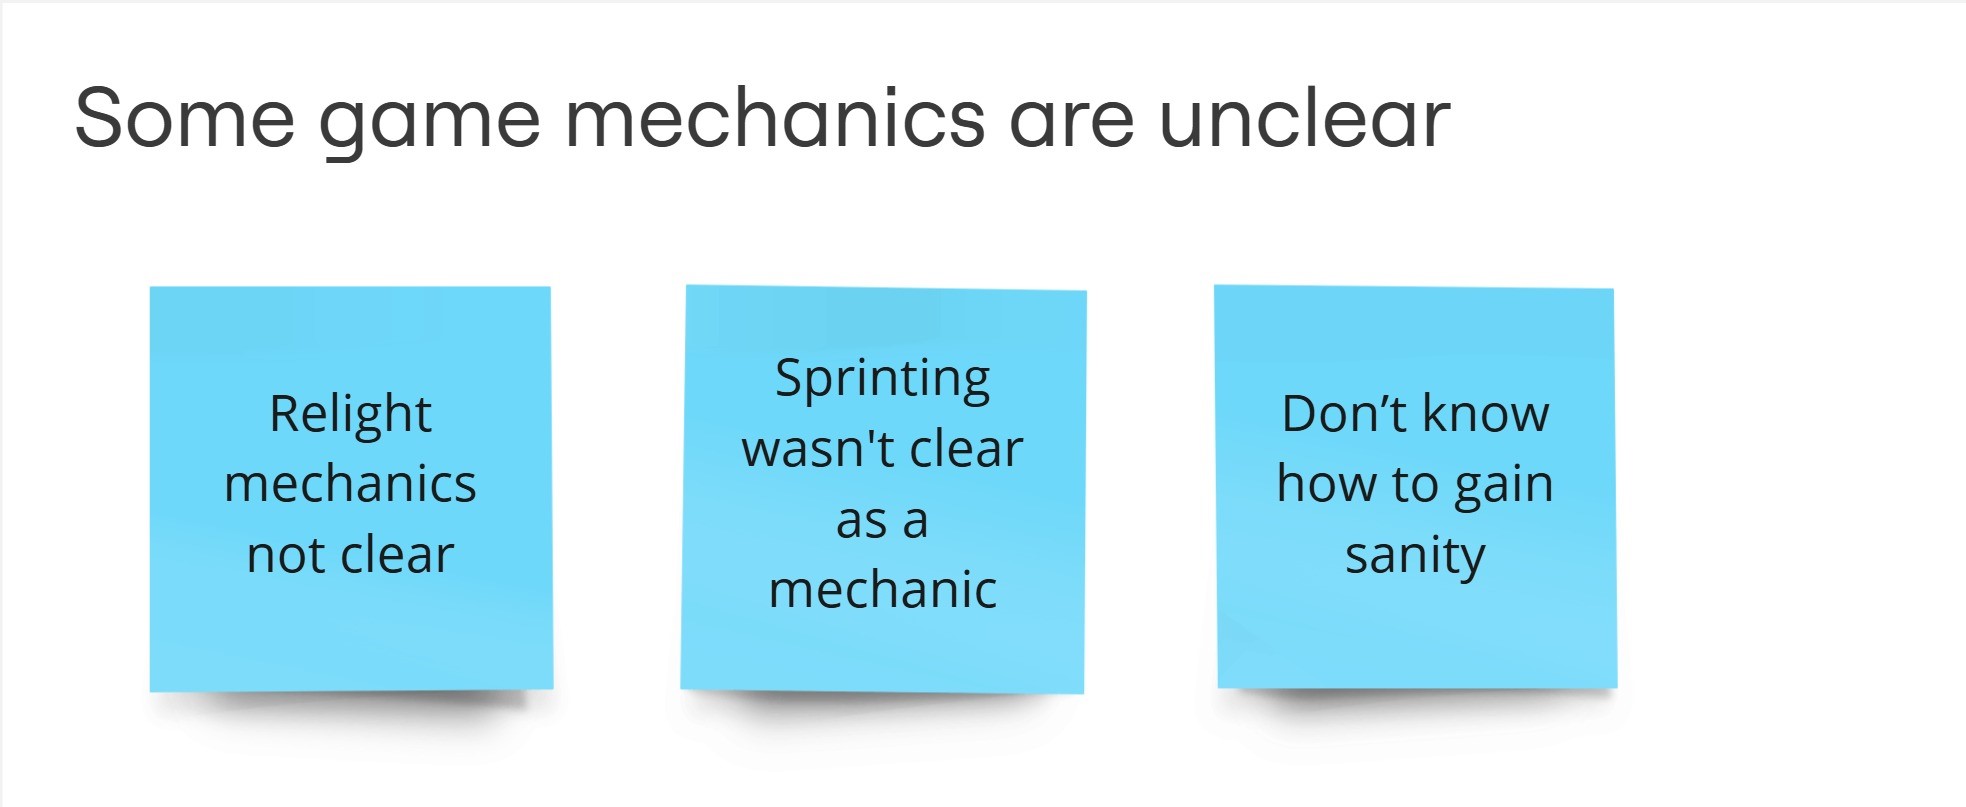 Some game mechanics are unclear
Relight
mechanics
not clear
Sprinting
wasn't clear
as a
mechanic
Don’t know
how to gain
sanity